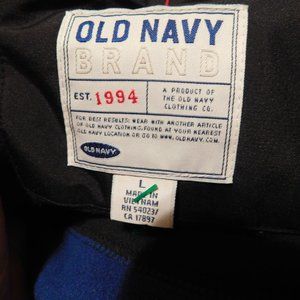 OLD NAVY
BRAND
EST. 1994
A PRODUCT OF
THE OLD NAVY
CLOTHING CO.
FOR BEST RESULTS: WEAR WITH ANOTHER ARTICLE
OF OLD NAVY CLOTHING, FOUND AT YOUR NEAREST
OLD NAVY LOCATION OR GO TO WWW.OLDNAVY.COM.
OLD NAVY
L
MADE IN
VIETNAM
RN 54023/
CA 17897